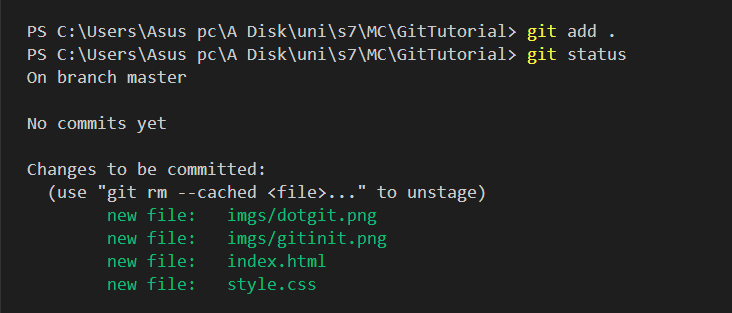 PS C:\Users\Asus pc\A Disk\uni\s7\MC\GitTutorial> git add .
PS C:\Users\Asus pc\A Disk\uni\s7\MC\GitTutorial> git status
On branch master
No commits yet
Changes to be committed:
(use "git rm --cached <file>..." to unstage)
new file: imgs/dotgit.png
new file: imgs/gitinit.png
new file: index.html
new file: style.css